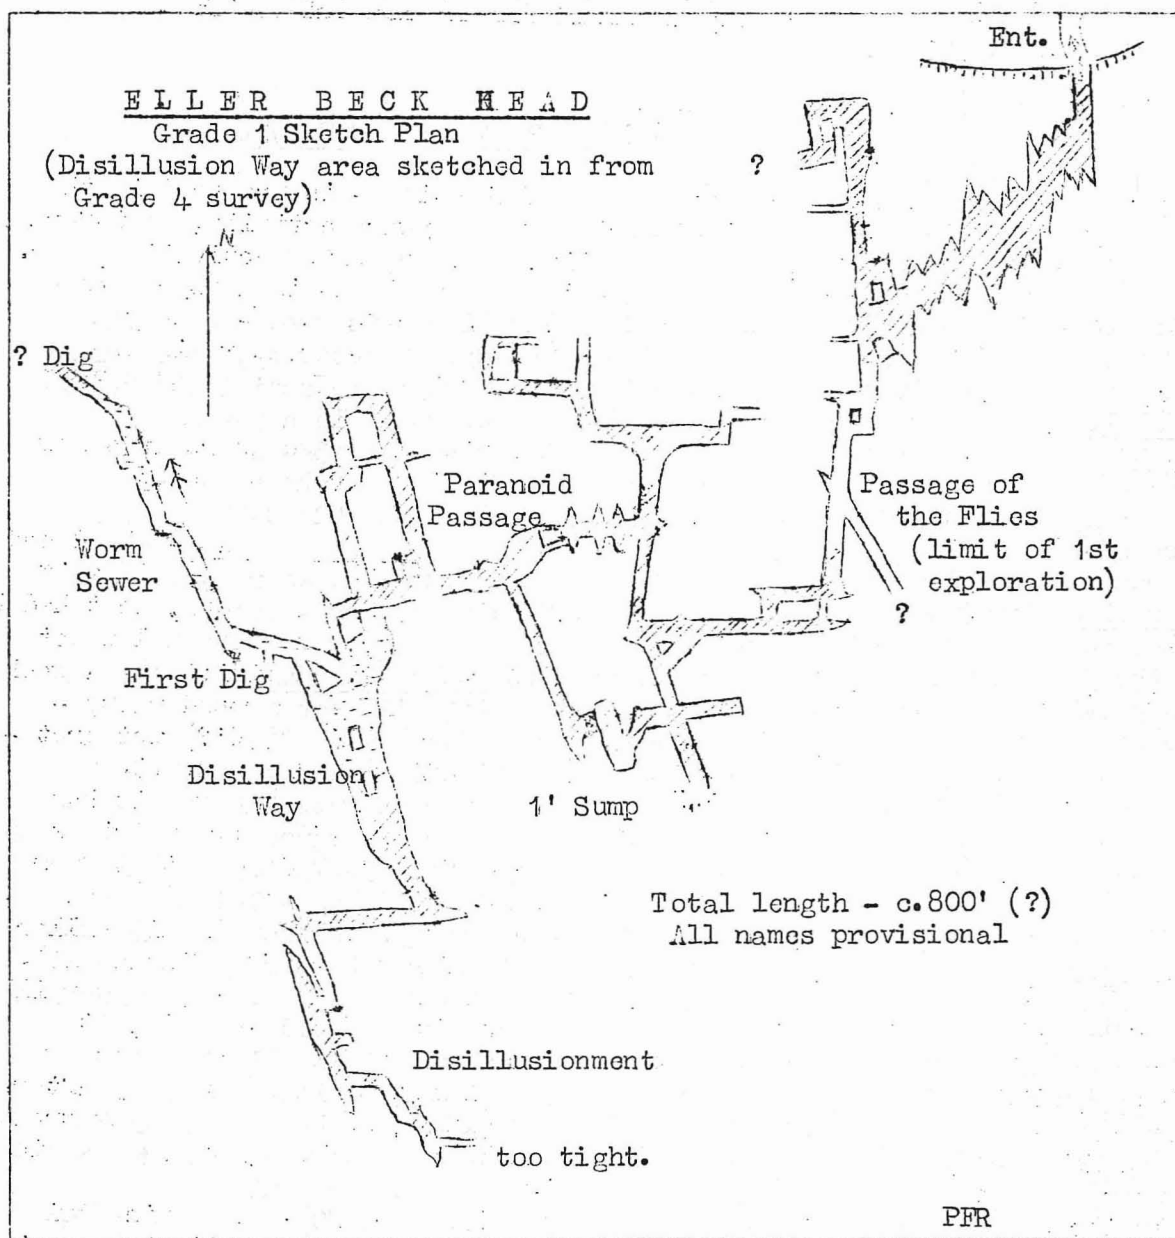 Ent.
ELLER BECK HEAD
Grade 1 Sketch Plan
(Disillusion Way area sketched in from
Grade 4 survey)
?
N
? Dig
Paranoid
Passage
Passage of
the Flies
(limit of 1st
exploration)
?
Worm
Sewer
First Dig
Disillusion
Way
1' Sump
Total length - c.800' (?)
All names provisional
Disillusionment
too tight.
PFR